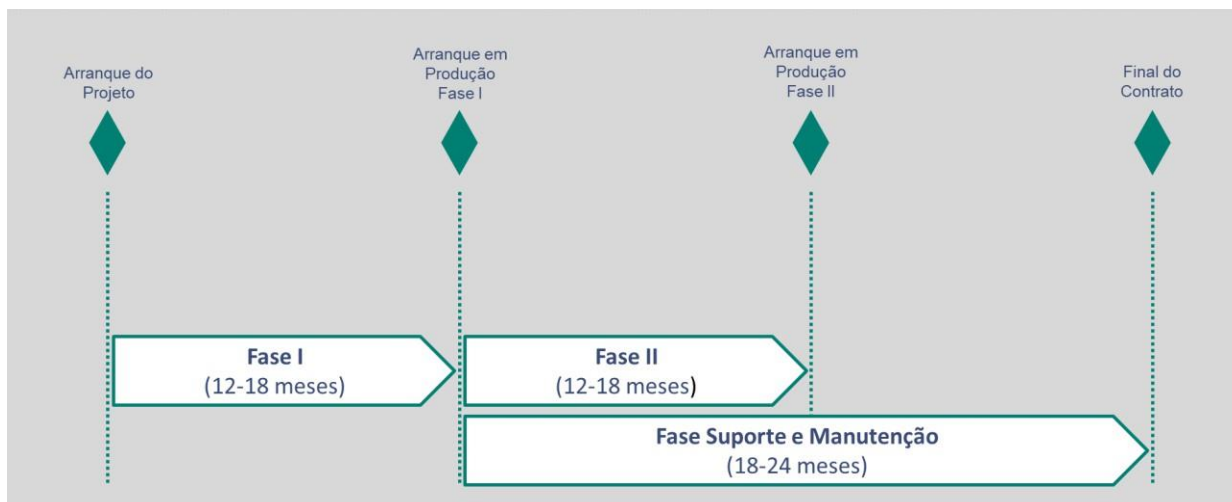 Arranque do
Projeto
Arranque em
Produção
Fase I
Arranque em
Produção
Fase II
Final do
Contrato
Fase I
(12-18 meses)
Fase II
(12-18 meses)
Fase Suporte e Manutenção
(18-24 meses)